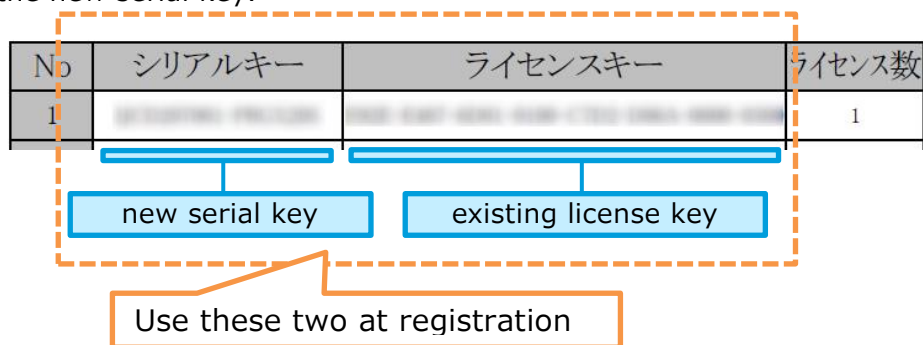 the new serial key.
No シリアルキー ライセンスキー ライセンス数
1 1
new serial key existing license key
Use these two at registration